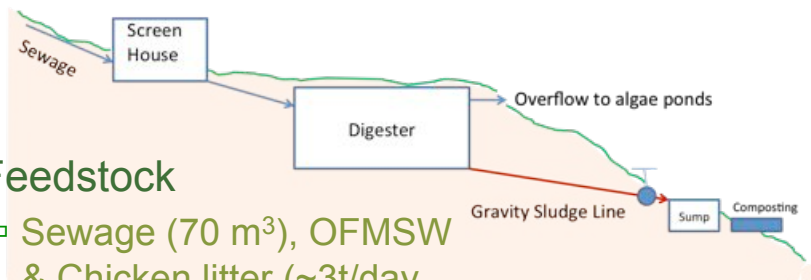 Screen
House
Sewage
Overflow to algae ponds
Digester
Feedstock
Gravity Sludge Line
Sump
Composting
Sewage (70 m³), OFMSW
& Chicken litter (~3t/day